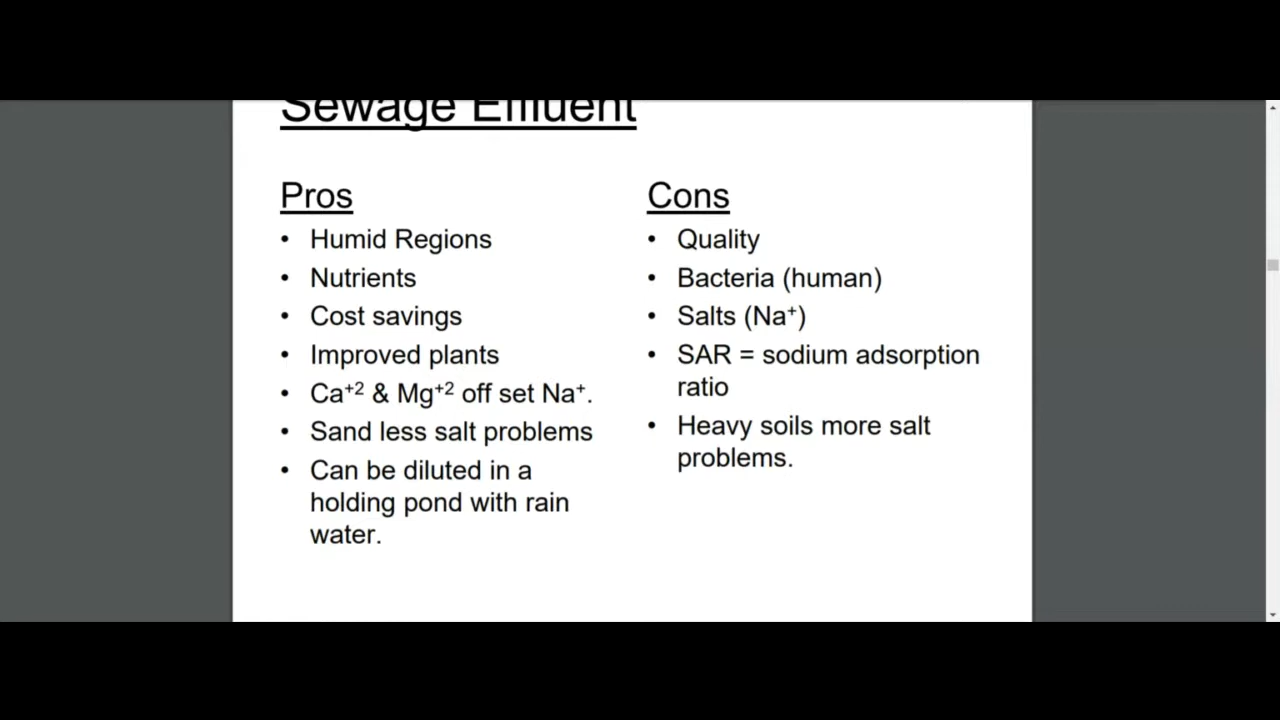 Sewage Effluent
Pros
• Humid Regions
• Nutrients
• Cost savings
• Improved plants
• Ca+2 & Mg+2 off set Na+.
• Sand less salt problems
• Can be diluted in a
holding pond with rain
water.
Cons
• Quality
• Bacteria (human)
• Salts (Na+)
• SAR = sodium adsorption
ratio
• Heavy soils more salt
problems.